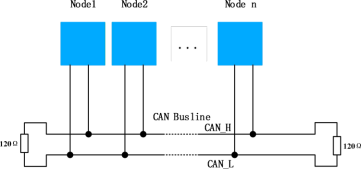 Node1
Node2
Node n
...
CAN Busline
CAN_H
120Ω
120Ω
CAN_L